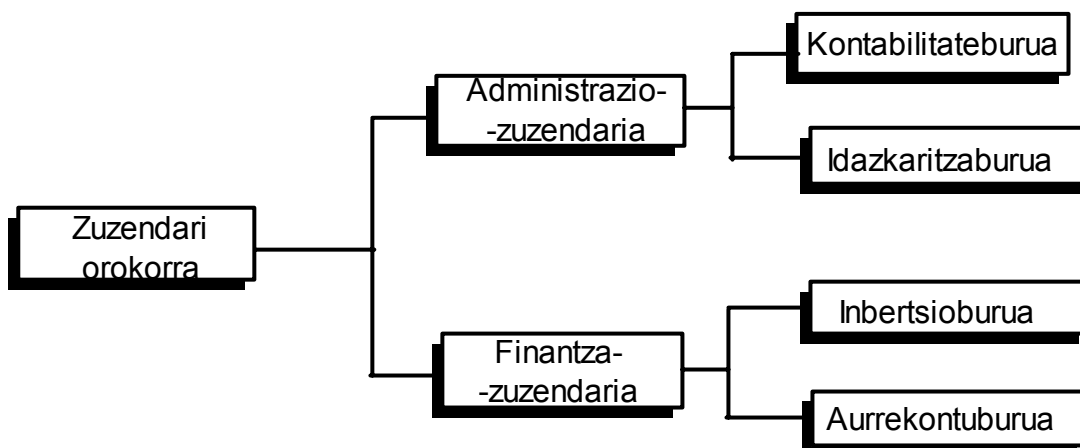 Zuzendari
orokorra
Administrazio-
-zuzendaria
Kontabilitateburua
Idazkaritzaburua
Finantza-
-zuzendaria
Inbertsioburua
Aurrekontuburua